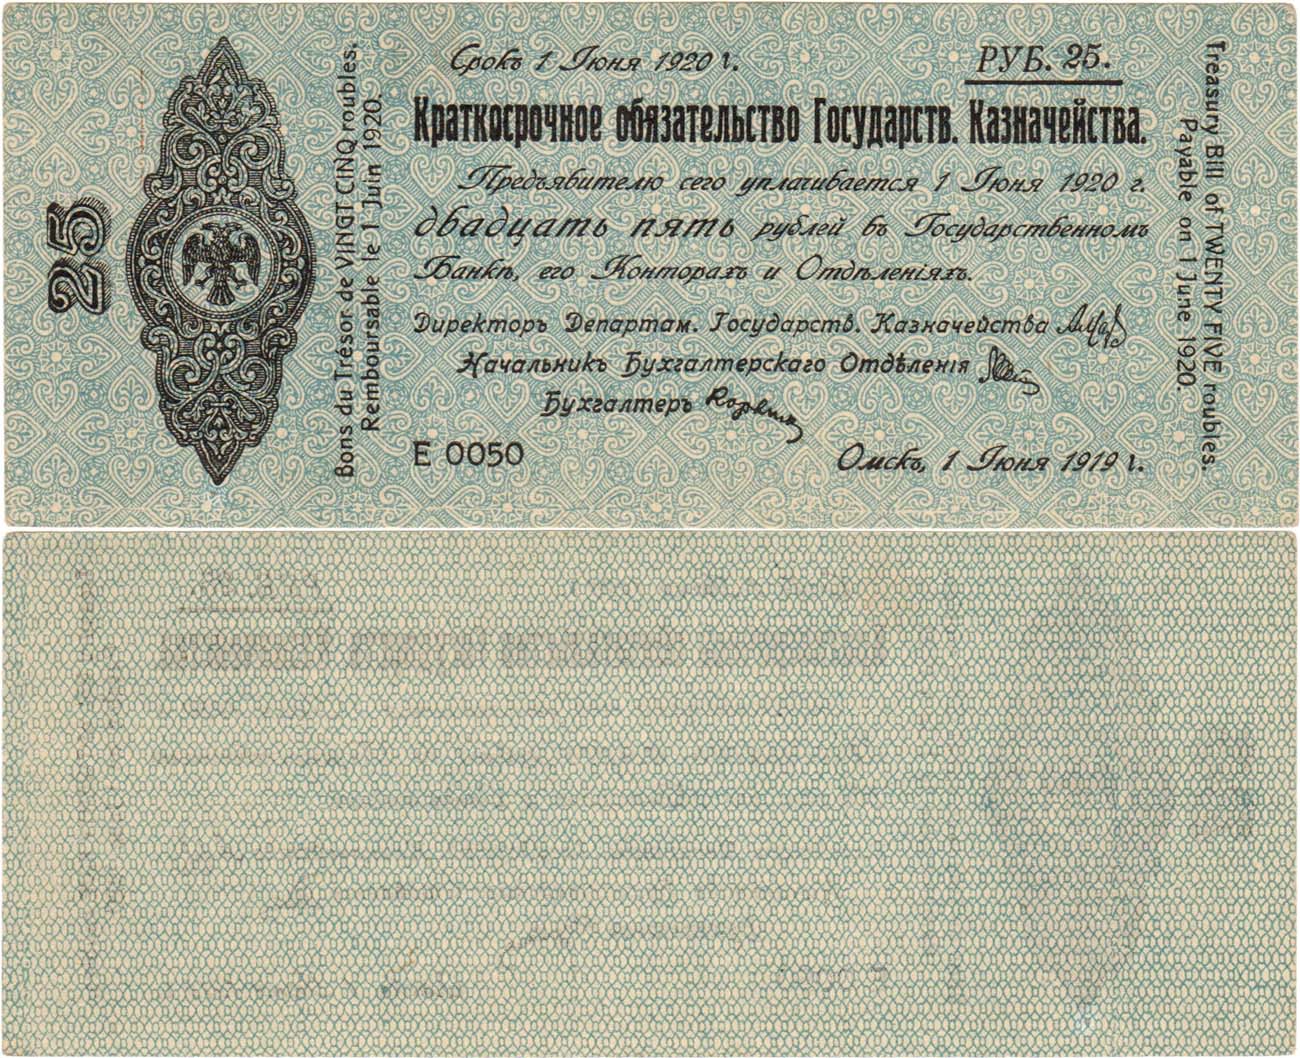 Срокъ 1 Июня 1920 г.
РУБ. 25.
Краткосрочное обязательство Государств. Казначейства.
Предъявителю сего уплачивается 1 Июня 1920 г.
двадцать пять рублей въ Государственномъ
Банкѣ, его Конторахъ и Отдѣленіяхъ.
Директоръ Департам. Государств. Казначейства
Начальникъ Бухгалтерскаго Отдѣленія
Бухгалтеръ
Е 0050
Омскъ, 1 Июня 1919 г.
25
Bons du Trésor de VINGT CINQ roubles.
Remboursable le 1 Juin 1920.
Treasury Bill of TWENTY FIVE roubles.
Payable on 1 June 1920.